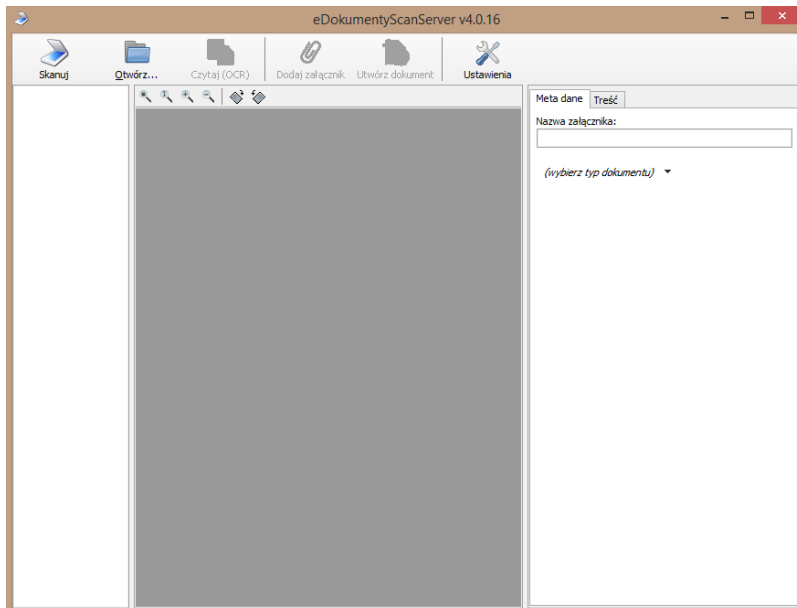 eDokumentyScanServer v4.0.16
Skanuj Otwórz... Czytaj (OCR) Dodaj załącznik Utwórz dokument Ustawienia
Meta dane Treść
Nazwa załącznika:
(wybierz typ dokumentu)